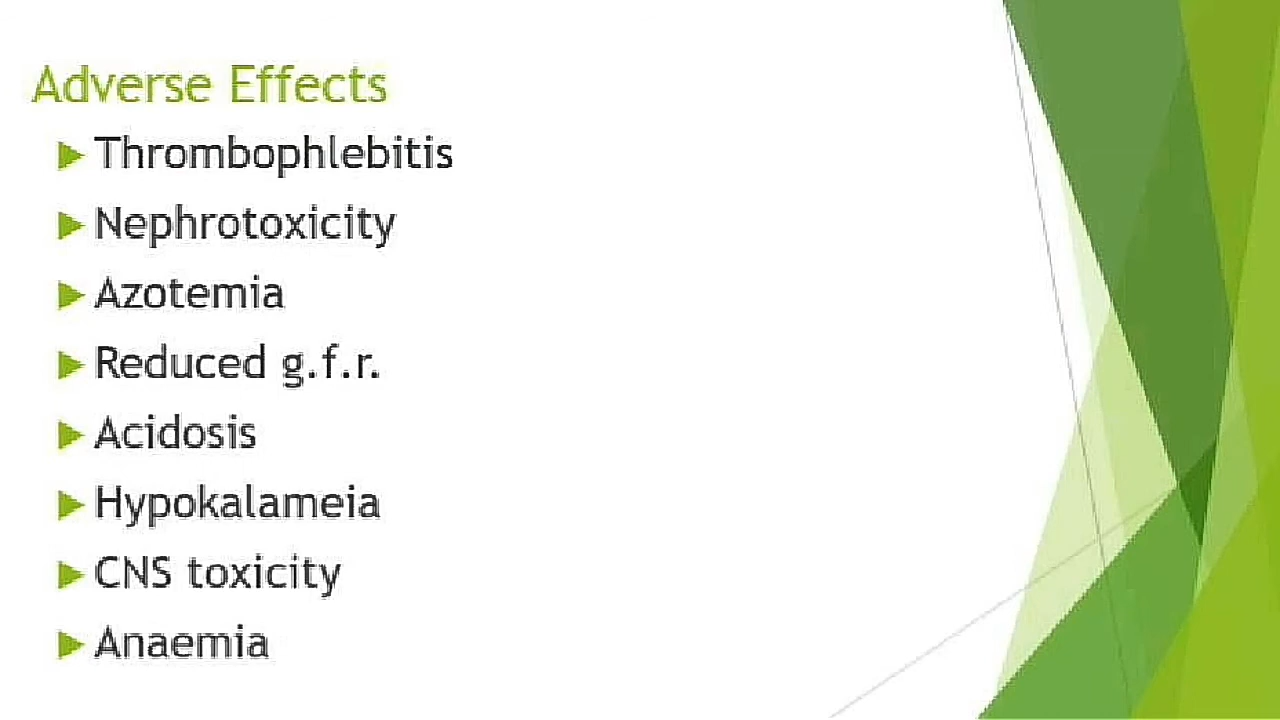 Adverse Effects
Thrombophlebitis
Nephrotoxicity
Azotemia
Reduced g.f.r.
Acidosis
Hypokalameia
CNS toxicity
Anaemia